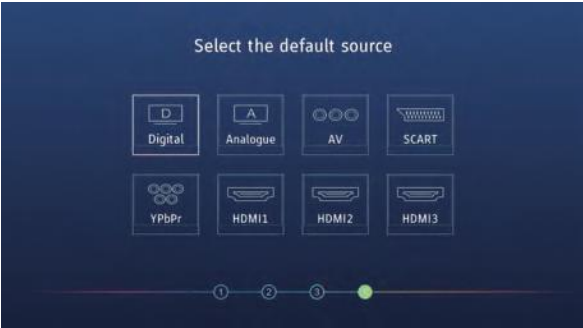 Select the default source
D A
Digital Analogue AV SCART
YPbPr HDMI1 HDMI2 HDMI3
1 2 3